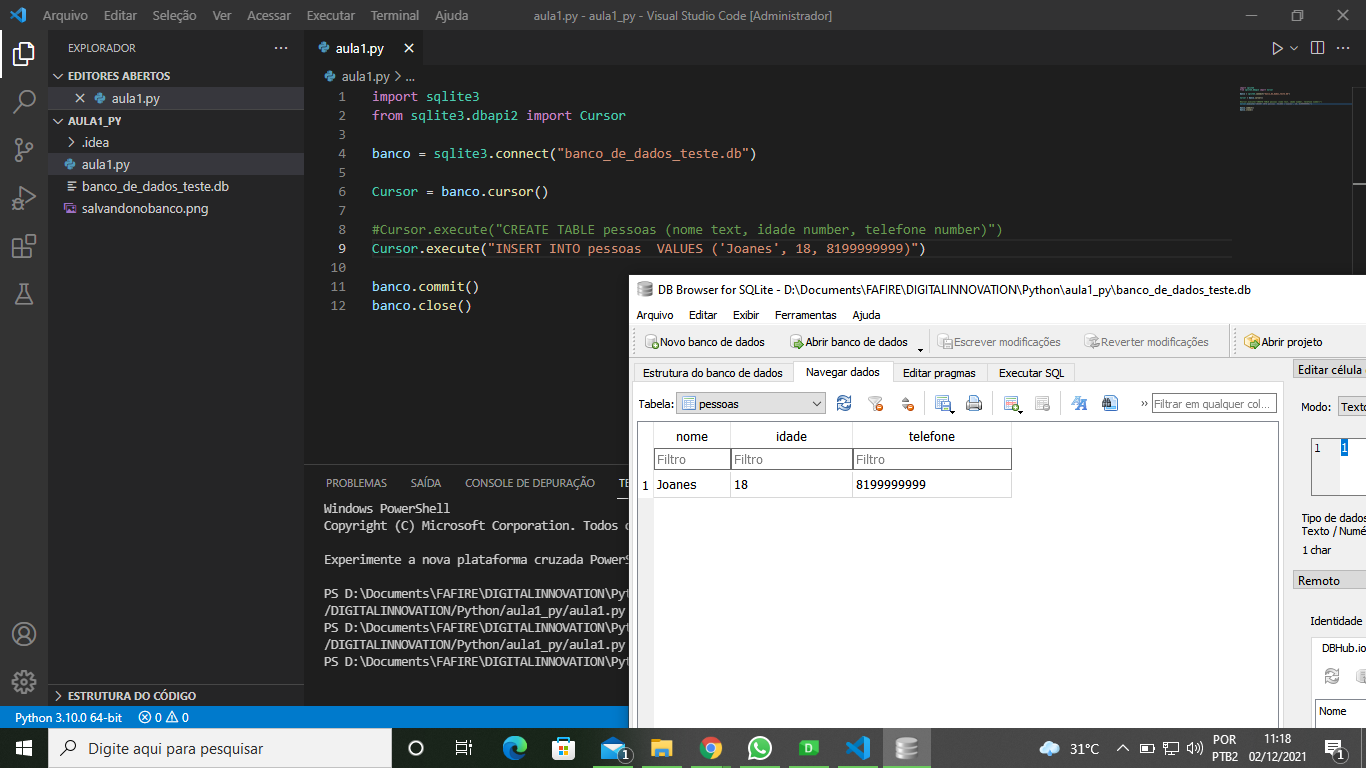 Arquivo Editar Seleção Ver Acessar Executar Terminal Ajuda
aula1.py - aula1_py - Visual Studio Code [Administrador]
EXPLORADOR
EDITORES ABERTOS
aula1.py
AULA1_PY
.idea
aula1.py
banco_de_dados_teste.db
salvandonobanco.png
ESTRUTURA DO CÓDIGO
aula1.py
aula1.py > ...
1 import sqlite3
2 from sqlite3.dbapi2 import Cursor
3
4 banco = sqlite3.connect("banco_de_dados_teste.db")
5
6 Cursor = banco.cursor()
7
8 #Cursor.execute("CREATE TABLE pessoas (nome text, idade number, telefone number)")
9 Cursor.execute("INSERT INTO pessoas  VALUES ('Joanes', 18, 8199999999)")
10
11 banco.commit()
12 banco.close()
PROBLEMAS SAÍDA CONSOLE DE DEPURAÇÃO TE
Windows PowerShell
Copyright (C) Microsoft Corporation. Todos
Experimente a nova plataforma cruzada PowerS
PS D:\Documents\FAFIRE\DIGITALINNOVATION\Pyt
/DIGITALINNOVATION/Python/aula1_py/aula1.py
PS D:\Documents\FAFIRE\DIGITALINNOVATION\Pyt
/DIGITALINNOVATION/Python/aula1_py/aula1.py
PS D:\Documents\FAFIRE\DIGITALINNOVATION\Pyt
Python 3.10.0 64-bit 0 0
DB Browser for SQLite - D:\Documents\FAFIRE\DIGITALINNOVATION\Python\aula1_py\banco_de_dados_teste.db
Arquivo Editar Exibir Ferramentas Ajuda
Novo banco de dados Abrir banco de dados Escrever modificações Reverter modificações Abrir projeto
Estrutura do banco de dados Navegar dados Editar pragmas Executar SQL
Tabela: pessoas » Filtrar em qualquer col...
nome idade telefone
Filtro Filtro Filtro
1 Joanes 18 8199999999
Editar célula
Modo: Texto
1 1
Tipo de dados
Texto / Numé
1 char
Remoto
Identidade
DBHub.io
Nome
Digite aqui para pesquisar
1
31°C
POR
PTB2
11:18
02/12/2021
1